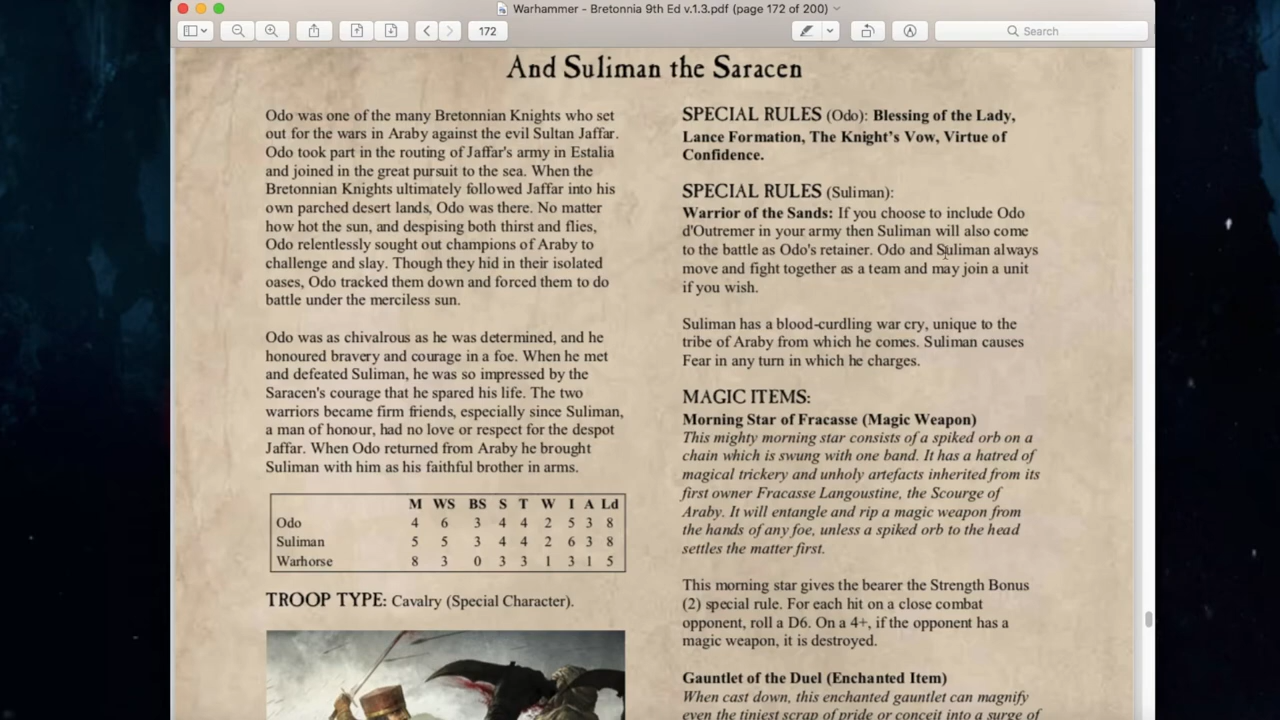 Warhammer - Bretonnia 9th Ed v.1.3.pdf (page 172 of 200)
172
Search
And Suliman the Saracen
Odo was one of the many Bretonnian Knights who set
out for the wars in Araby against the evil Sultan Jaffar.
Odo took part in the routing of Jaffar's army in Estalia
and joined in the great pursuit to the sea. When the
Bretonnian Knights ultimately followed Jaffar into his
own parched desert lands, Odo was there. No matter
how hot the sun, and despising both thirst and flies,
Odo relentlessly sought out champions of Araby to
challenge and slay. Though they hid in their isolated
oases, Odo tracked them down and forced them to do
battle under the merciless sun.
Odo was as chivalrous as he was determined, and he
honoured bravery and courage in a foe. When he met
and defeated Suliman, he was so impressed by the
Saracen's courage that he spared his life. The two
warriors became firm friends, especially since Suliman,
a man of honour, had no love or respect for the despot
Jaffar. When Odo returned from Araby he brought
Suliman with him as his faithful brother in arms.
M WS BS S T W I A Ld
Odo 4 6 3 4 4 2 5 3 8
Suliman 5 5 3 4 4 2 6 3 8
Warhorse 8 3 0 3 3 1 3 1 5
TROOP TYPE: Cavalry (Special Character).
SPECIAL RULES (Odo): Blessing of the Lady,
Lance Formation, The Knight's Vow, Virtue of
Confidence.
SPECIAL RULES (Suliman):
Warrior of the Sands: If you choose to include Odo
d'Outremer in your army then Suliman will also come
to the battle as Odo's retainer. Odo and Suliman always
move and fight together as a team and may join a unit
if you wish.
Suliman has a blood-curdling war cry, unique to the
tribe of Araby from which he comes. Suliman causes
Fear in any turn in which he charges.
MAGIC ITEMS:
Morning Star of Fracasse (Magic Weapon)
This mighty morning star consists of a spiked orb on a
chain which is swung with one band. It has a hatred of
magical trickery and unholy artefacts inherited from its
first owner Fracasse Langoustine, the Scourge of
Araby. It will entangle and rip a magic weapon from
the hands of any foe, unless a spiked orb to the head
settles the matter first.
This morning star gives the bearer the Strength Bonus
(2) special rule. For each hit on a close combat
opponent, roll a D6. On a 4+, if the opponent has a
magic weapon, it is destroyed.
Gauntlet of the Duel (Enchanted Item)
When cast down, this enchanted gauntlet can magnify
even the tiniest scrap of pride or conceit into a surge of